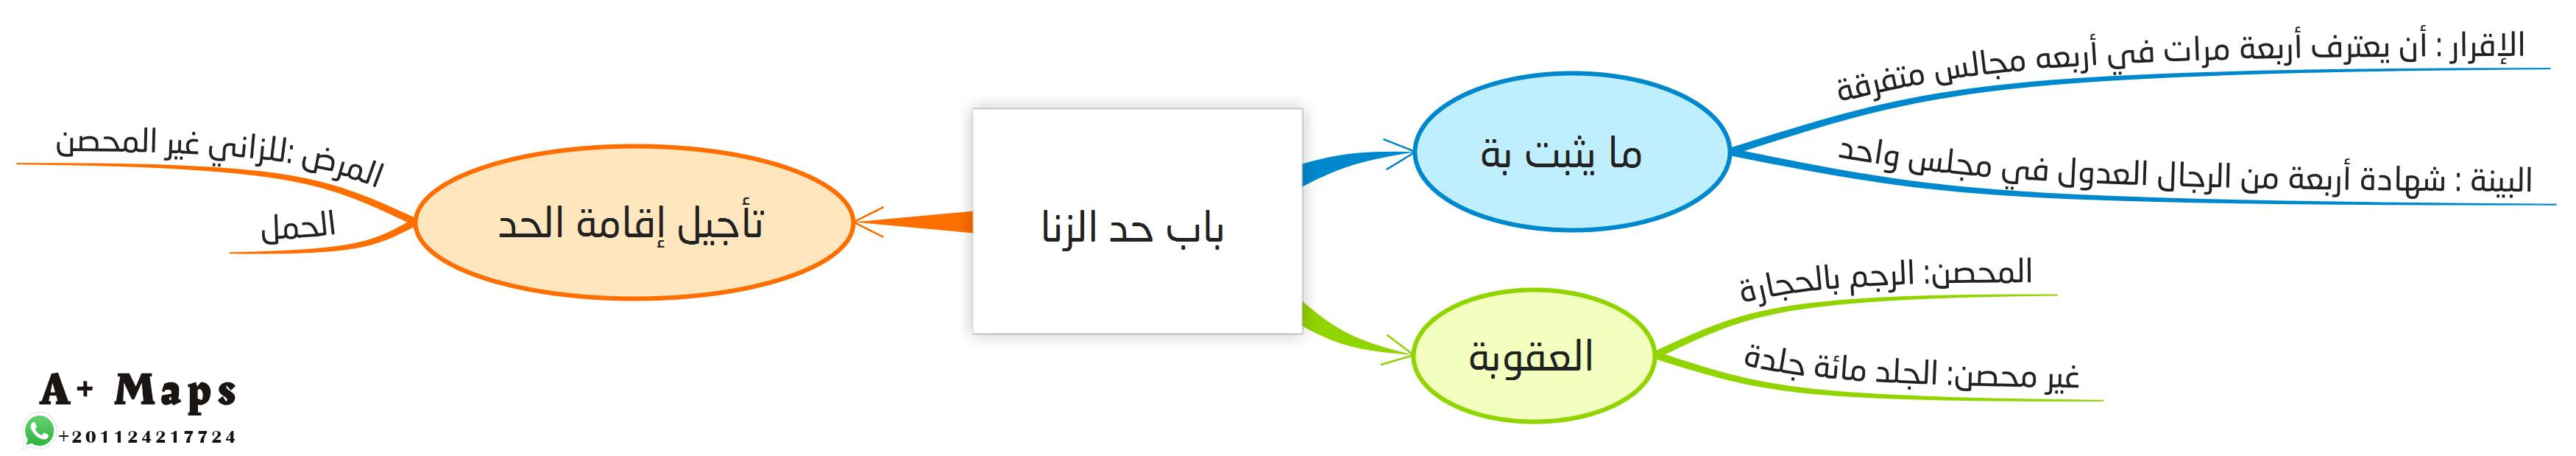 باب حد الزنا
ما يثبت بة
الإقرار : أن يعترف أربعة مرات في أربعه مجالس متفرقة
البينة : شهادة أربعة من الرجال العدول في مجلس واحد
العقوبة
المحصن: الرجم بالحجارة
غير محصن: الجلد مائة جلدة
تأجيل إقامة الحد
المرض :للزاني غير المحصن
الحمل
A+ Maps
+201124217724